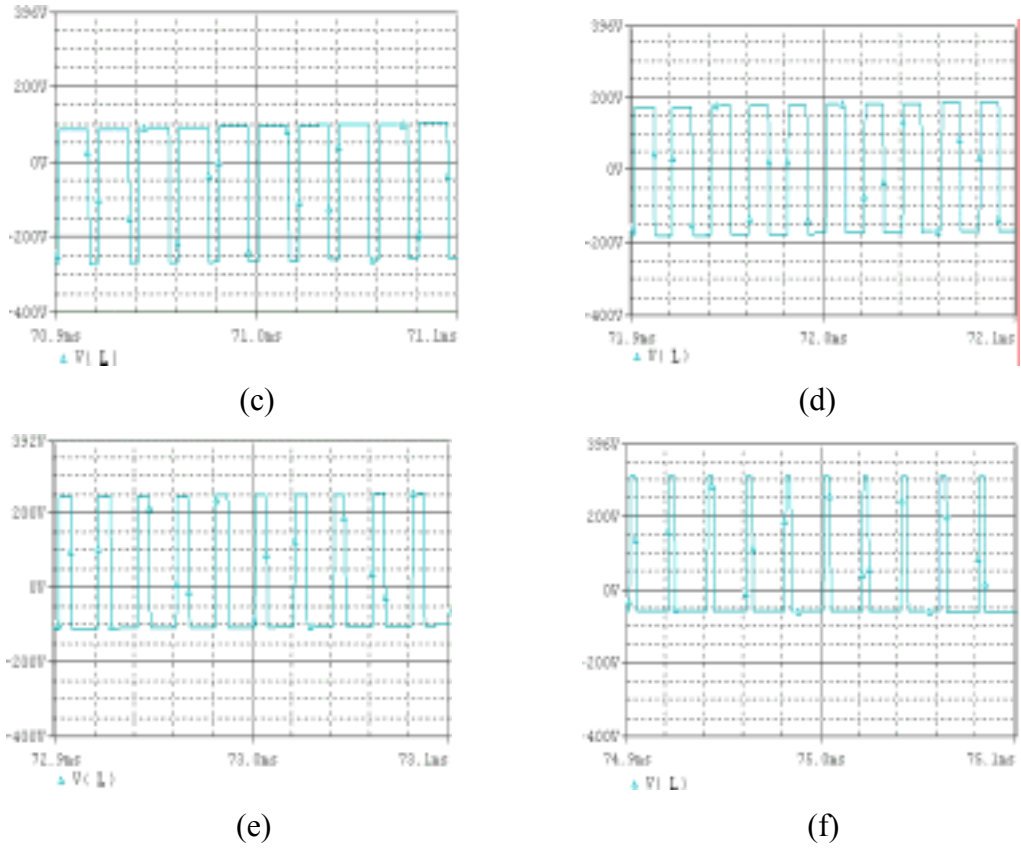 396V
200V
0V
-200V
-400V
70.9ms 71.0ms 71.1ms
V( L)
(c)
396V
200V
0V
-200V
-400V
71.9ms 72.0ms 72.1ms
V( L)
(d)
392V
200V
0V
-200V
-400V
72.9ms 73.0ms 73.1ms
V( L)
(e)
396V
200V
0V
-200V
-400V
74.9ms 75.0ms 75.1ms
V( L)
(f)